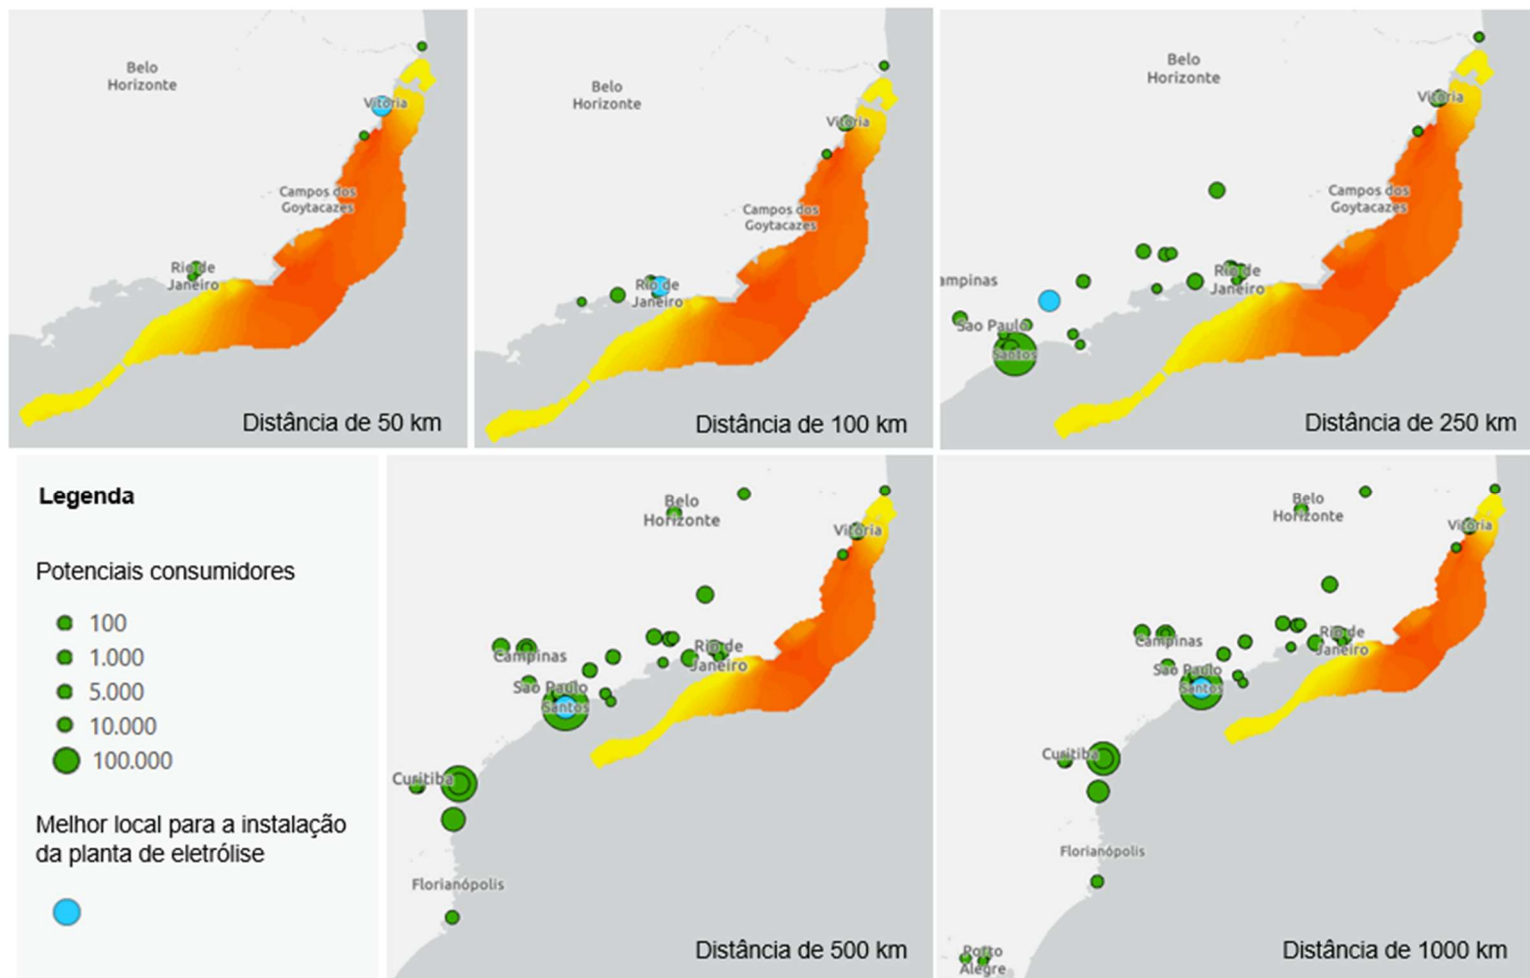 Belo
Horizonte
Vitória
Campos dos
Goytacazes
Rio de
Janeiro
Distância de 50 km
Belo
Horizonte
Vitória
Campos dos
Goytacazes
Rio de
Janeiro
Distância de 100 km
Belo
Horizonte
Vitória
Campos dos
Goytacazes
ampinas
Rio de
Janeiro
Sao Paulo
Santos
Distância de 250 km
Legenda
Potenciais consumidores
100
1.000
5.000
10.000
100.000
Melhor local para a instalação
da planta de eletrólise
Belo
Horizonte
Vitória
Campinas
Rio de
Janeiro
Sao Paulo
Santos
Curitiba
Florianópolis
Distância de 500 km
Belo
Horizonte
Vitória
Campinas
Rio de
Janeiro
Sao Paulo
Santos
Curitiba
Florianópolis
Porto
Alegre
Distância de 1000 km